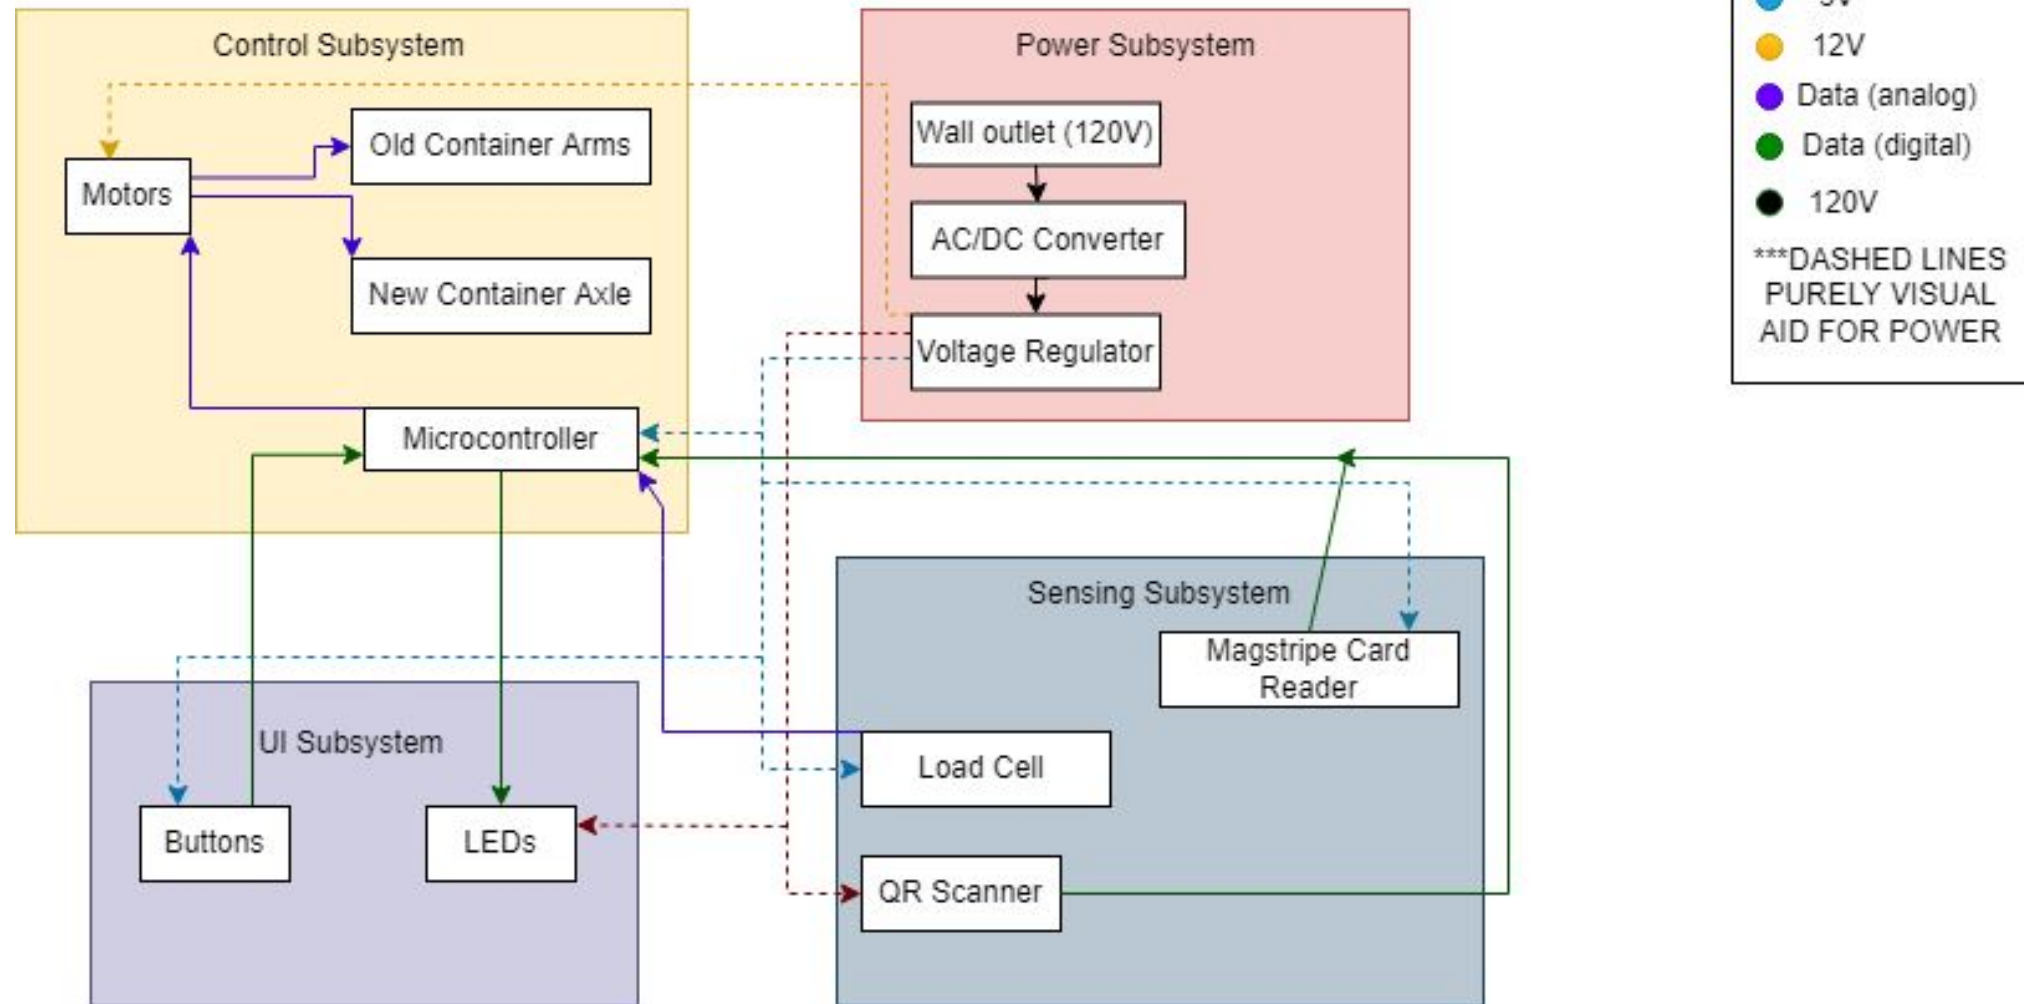 Control Subsystem
Old Container Arms
Motors
New Container Axle
Microcontroller
Power Subsystem
Wall outlet (120V)
AC/DC Converter
Voltage Regulator
Sensing Subsystem
Magstripe Card
Reader
Load Cell
QR Scanner
UI Subsystem
Buttons
LEDs
12V
Data (analog)
Data (digital)
120V
***DASHED LINES
PURELY VISUAL
AID FOR POWER